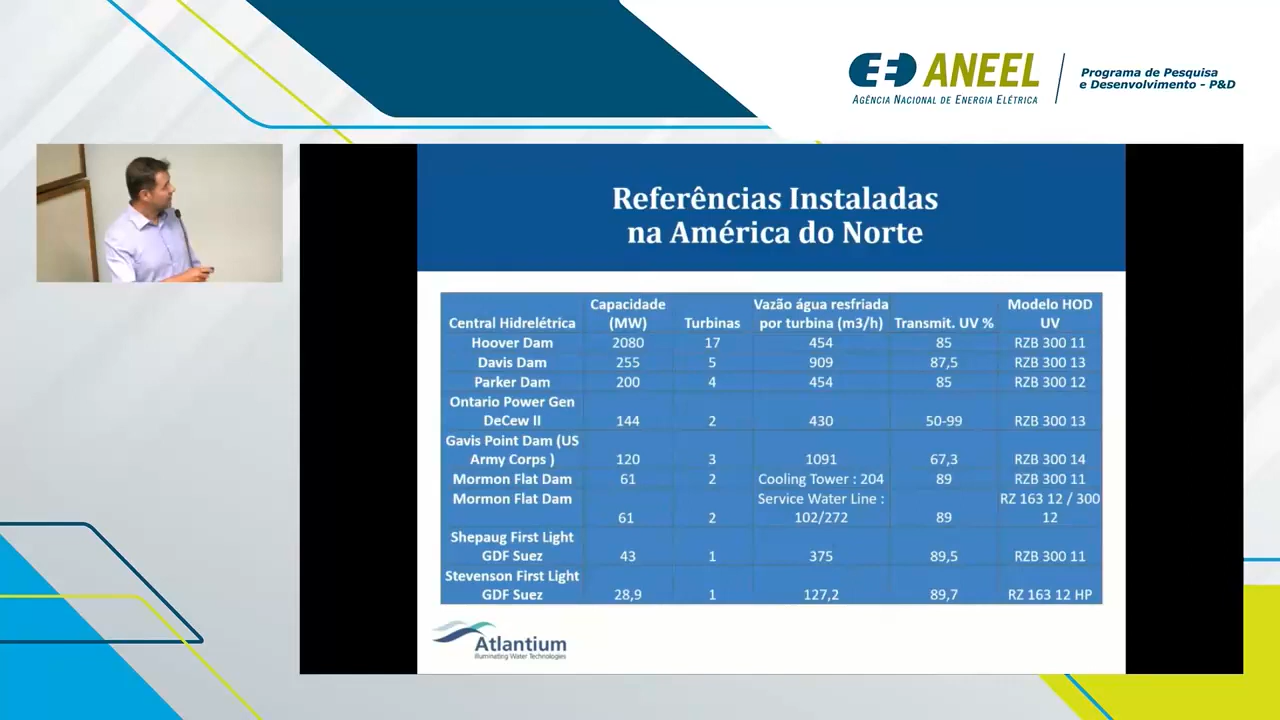 ANEEL
AGÊNCIA NACIONAL DE ENERGIA ELÉTRICA
Programa de Pesquisa
e Desenvolvimento - P&D
Referências Instaladas
na América do Norte
Central Hidrelétrica Capacidade (MW) Turbinas Vazão água resfriada por turbina (m3/h) Transmit. UV % Modelo HOD UV
Hoover Dam 2080 17 454 85 RZB 300 11
Davis Dam 255 5 909 87,5 RZB 300 13
Parker Dam 200 4 454 85 RZB 300 12
Ontario Power Gen DeCew II 144 2 430 50-99 RZB 300 13
Gavis Point Dam (US Army Corps ) 120 3 1091 67,3 RZB 300 14
Mormon Flat Dam 61 2 Cooling Tower : 204 89 RZB 300 11
Mormon Flat Dam 61 2 Service Water Line : 102/272 89 RZ 163 12 / 300 12
Shepaug First Light GDF Suez 43 1 375 89,5 RZB 300 11
Stevenson First Light GDF Suez 28,9 1 127,2 89,7 RZ 163 12 HP
Atlantium
Illuminating Water Technologies